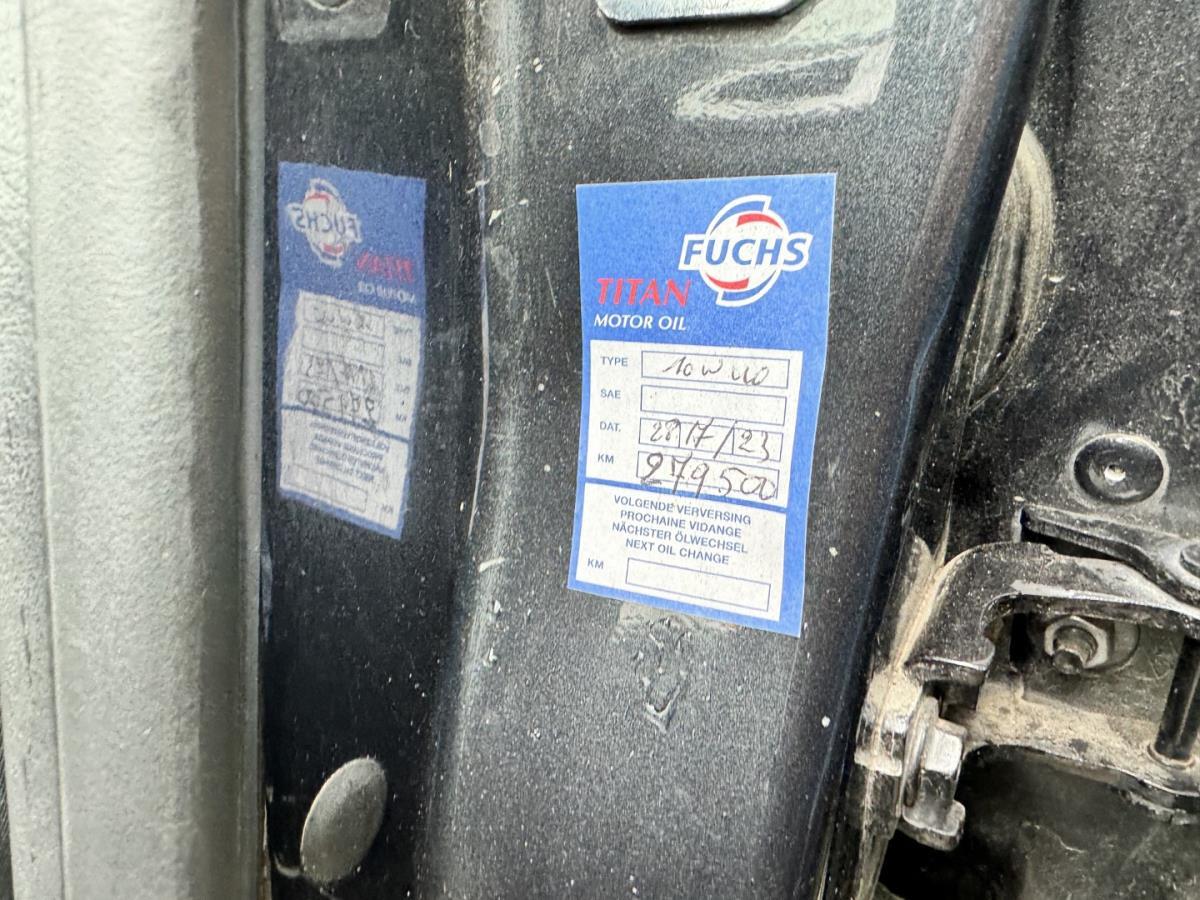 FUCHS
TITAN
MOTOR OIL
TYPE 10W40
SAE
DAT. 28/7/23
KM 279500
VOLGENDE VERVERSING
PROCHAINE VIDANGE
NÄCHSTER ÖLWECHSEL
NEXT OIL CHANGE
KM